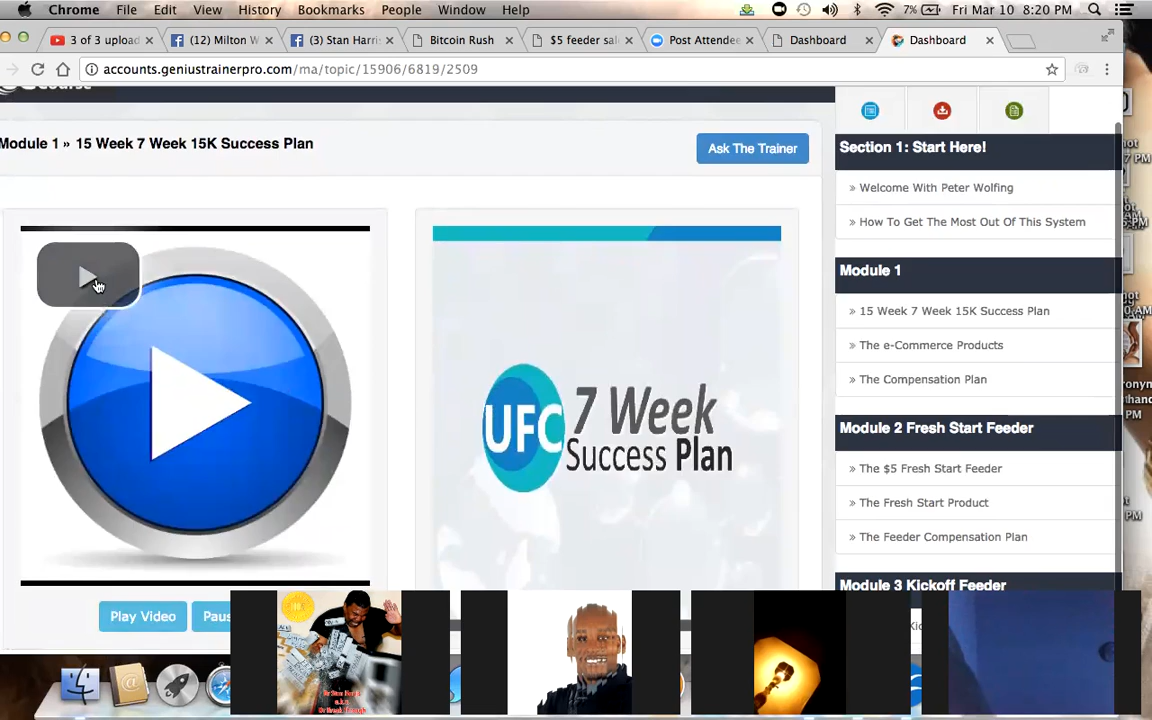 Chrome File Edit View History Bookmarks People Window Help 7% Fri Mar 10 8:20 PM
3 of 3 upload
(12) Milton W
(3) Stan Harri
Bitcoin Rush
$5 feeder sal
Post Attendee
Dashboard
Dashboard
accounts.geniustrainerpro.com/ma/topic/15906/6819/2509
Course
Module 1 » 15 Week 7 Week 15K Success Plan
Ask The Trainer
UFC 7 Week
Success Plan
Play Video
Paus
Section 1: Start Here!
» Welcome With Peter Wolfing
» How To Get The Most Out Of This System
Module 1
» 15 Week 7 Week 15K Success Plan
» The e-Commerce Products
» The Compensation Plan
Module 2 Fresh Start Feeder
» The $5 Fresh Start Feeder
» The Fresh Start Product
» The Feeder Compensation Plan
Module 3 Kickoff Feeder